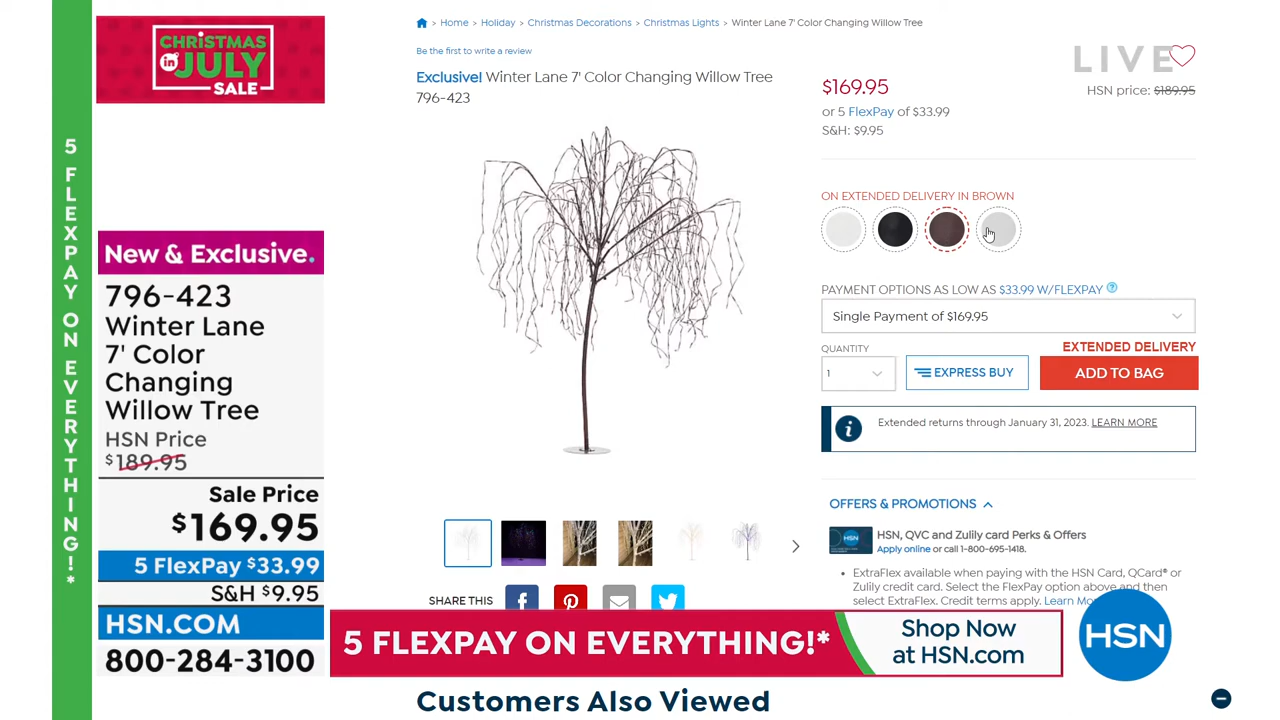 CHRISTMAS
in JULY
SALE
5 FLEXPAY ON EVERYTHING!*
New & Exclusive.
796-423
Winter Lane
7' Color
Changing
Willow Tree
HSN Price
$189.95
Sale Price
$169.95
5 FlexPay $33.99
S&H $9.95
HSN.COM
800-284-3100
Home > Holiday > Christmas Decorations > Christmas Lights > Winter Lane 7' Color Changing Willow Tree
Be the first to write a review
Exclusive! Winter Lane 7' Color Changing Willow Tree
796-423
LIVE
$169.95
HSN price: $189.95
or 5 FlexPay of $33.99
S&H: $9.95
ON EXTENDED DELIVERY IN BROWN
PAYMENT OPTIONS AS LOW AS $33.99 W/FLEXPAY ?
Single Payment of $169.95
QUANTITY
EXTENDED DELIVERY
1
EXPRESS BUY
ADD TO BAG
i
Extended returns through January 31, 2023. LEARN MORE
OFFERS & PROMOTIONS
HSN, QVC and Zulily card Perks & Offers
Apply online or call 1-800-695-1418.
• ExtraFlex available when paying with the HSN Card, QCard® or
Zulily credit card. Select the FlexPay option above and then
select ExtraFlex. Credit terms apply. Learn
SHARE THIS
5 FLEXPAY ON EVERYTHING!*
Shop Now
at HSN.com
HSN
Customers Also Viewed